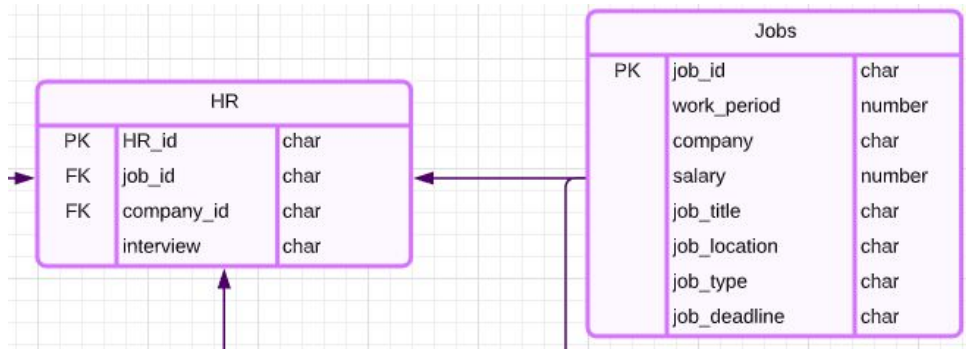 HR
PK HR_id char
FK job_id char
FK company_id char
interview char
Jobs
PK job_id char
work_period number
company char
salary number
job_title char
job_location char
job_type char
job_deadline char